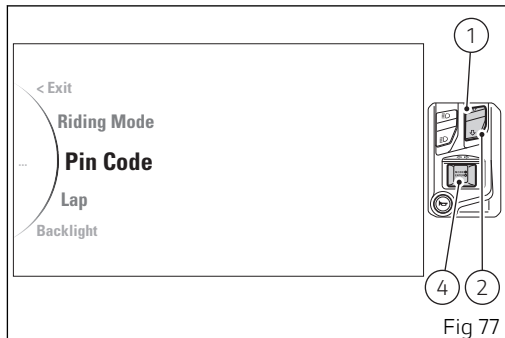 1
< Exit
Riding Mode
...
Pin Code
Lap
Backlight
4
2
Fig 77